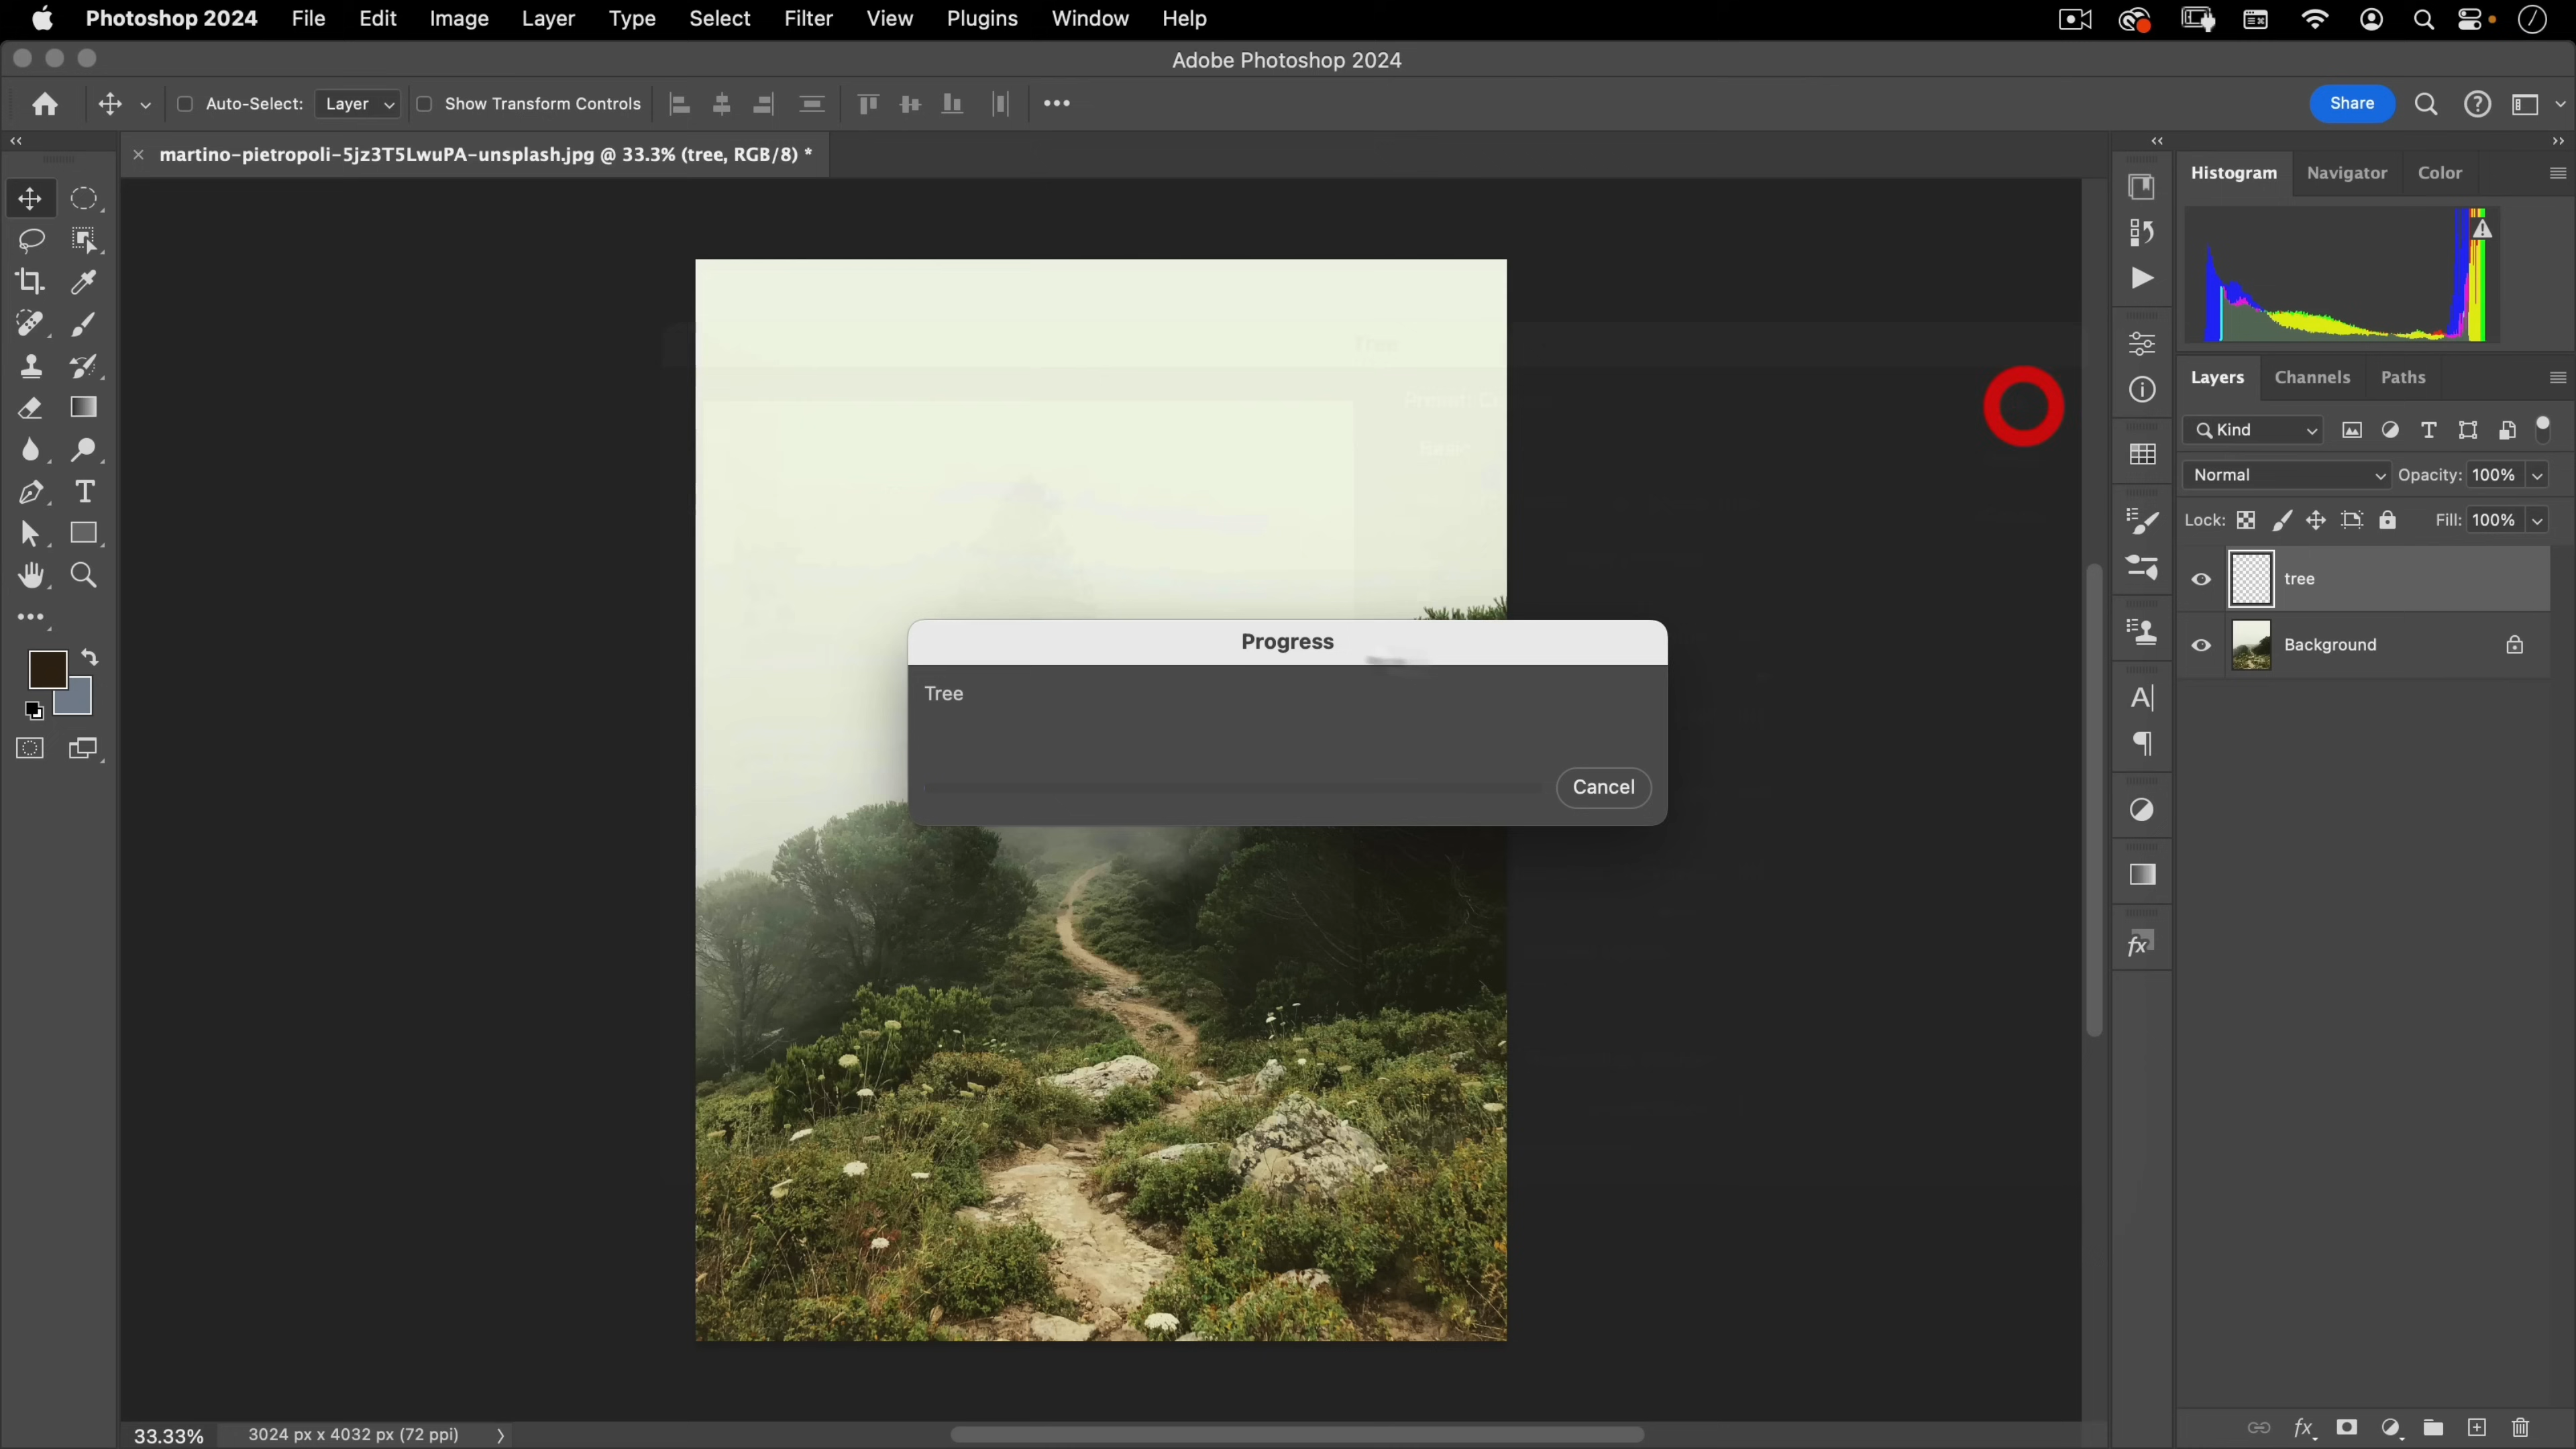 Photoshop 2024 File Edit Image Layer Type Select Filter View Plugins Window Help
Adobe Photoshop 2024
Auto-Select: Layer Show Transform Controls Share
martino-pietropoli-5jz3T5LwuPA-unsplash.jpg @ 33.3% (tree, RGB/8) *
Histogram Navigator Color
Tree
Layers Channels Paths
Kind
Normal Opacity: 100%
Lock: Fill: 100%
tree
Background
Progress
Tree
Cancel
33.33% 3024 px x 4032 px (72 ppi)